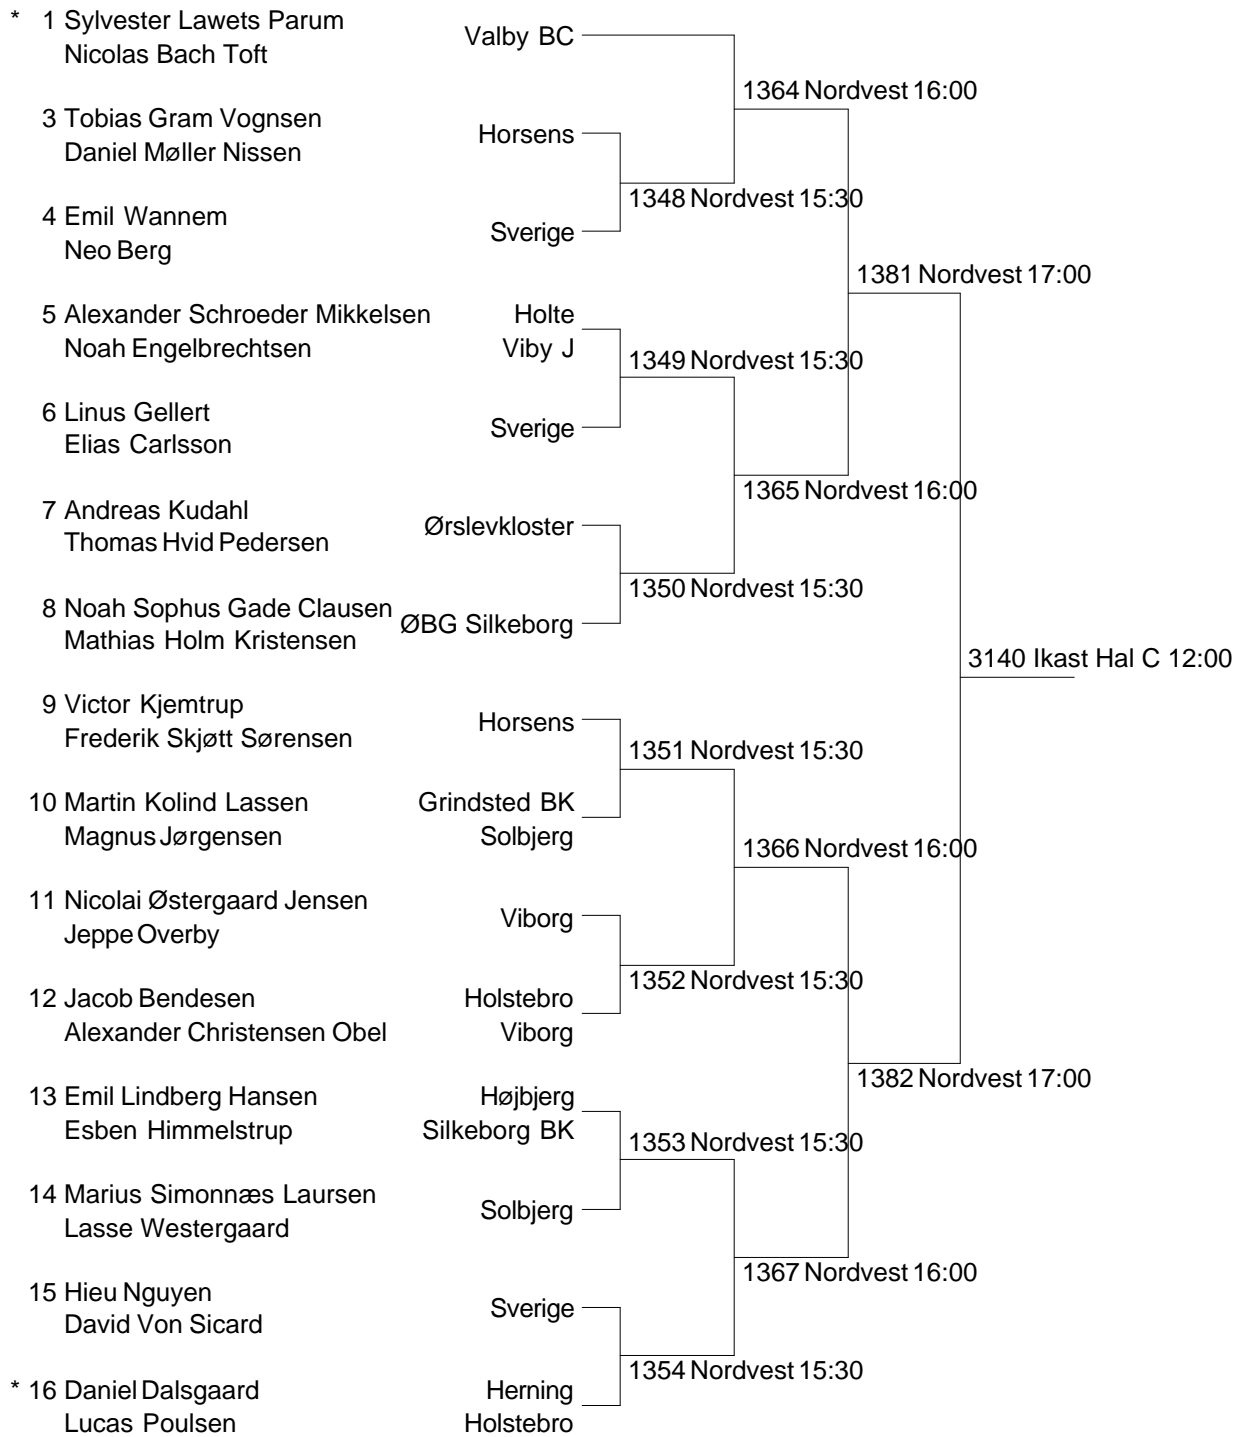 * 1 Sylvester Lawets Parum
Nicolas Bach Toft
Valby BC
1364 Nordvest 16:00
3 Tobias Gram Vognsen
Daniel Møller Nissen
Horsens
1348 Nordvest 15:30
4 Emil Wannem
Neo Berg
Sverige
1381 Nordvest 17:00
5 Alexander Schroeder Mikkelsen Holte
Noah Engelbrechtsen Viby J
1349 Nordvest 15:30
6 Linus Gellert
Elias Carlsson
Sverige
1365 Nordvest 16:00
7 Andreas Kudahl
Thomas Hvid Pedersen
Ørslevkloster
1350 Nordvest 15:30
8 Noah Sophus Gade Clausen
Mathias Holm Kristensen
ØBG Silkeborg
3140 Ikast Hal C 12:00
9 Victor Kjemtrup
Frederik Skjøtt Sørensen
Horsens
1351 Nordvest 15:30
10 Martin Kolind Lassen Grindsted BK
Magnus Jørgensen Solbjerg
1366 Nordvest 16:00
11 Nicolai Østergaard Jensen
Jeppe Overby
Viborg
1352 Nordvest 15:30
12 Jacob Bendesen Holstebro
Alexander Christensen Obel Viborg
1382 Nordvest 17:00
13 Emil Lindberg Hansen Højbjerg
Esben Himmelstrup Silkeborg BK
1353 Nordvest 15:30
14 Marius Simonnæs Laursen
Lasse Westergaard
Solbjerg
1367 Nordvest 16:00
15 Hieu Nguyen
David Von Sicard
Sverige
1354 Nordvest 15:30
* 16 Daniel Dalsgaard Herning
Lucas Poulsen Holstebro